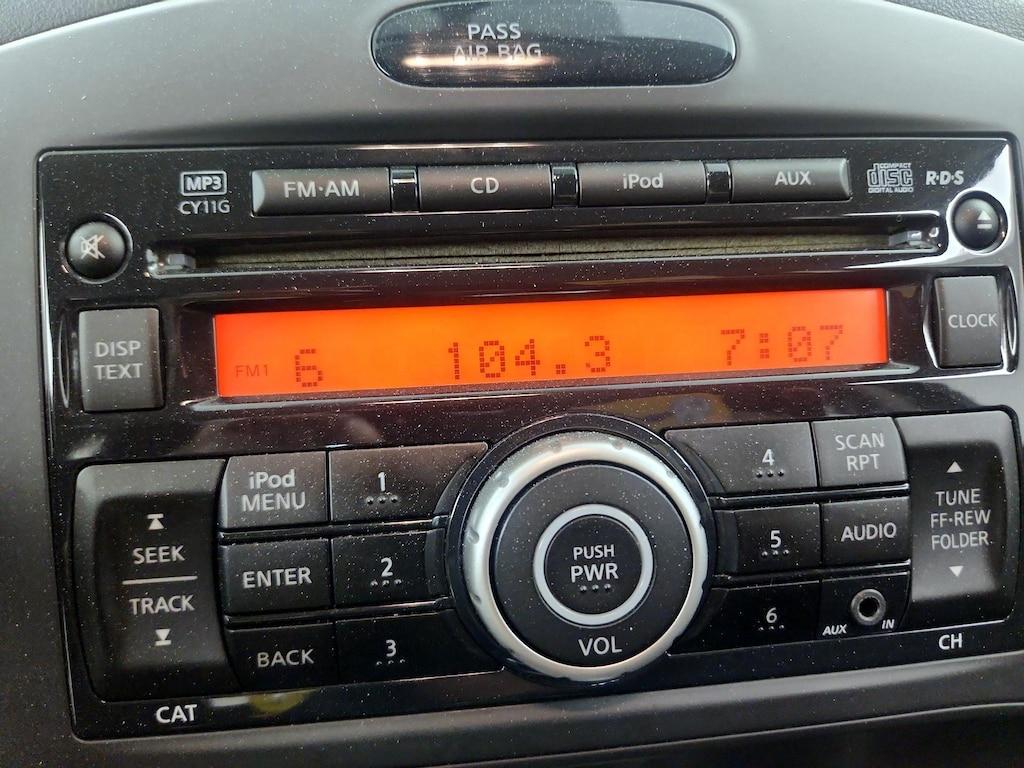 PASS
AIR BAG
MP3
CY11G
FM·AM
CD
iPod
AUX
COMPACT
disc
DIGITAL AUDIO
R·D·S
DISP
TEXT
FM1 6 104.3 7:07
CLOCK
SEEK
TRACK
CAT
iPod
MENU
ENTER
BACK
1
2
3
PUSH
PWR
VOL
4
5
6
SCAN
RPT
AUDIO
AUX IN
TUNE
FF·REW
FOLDER
CH